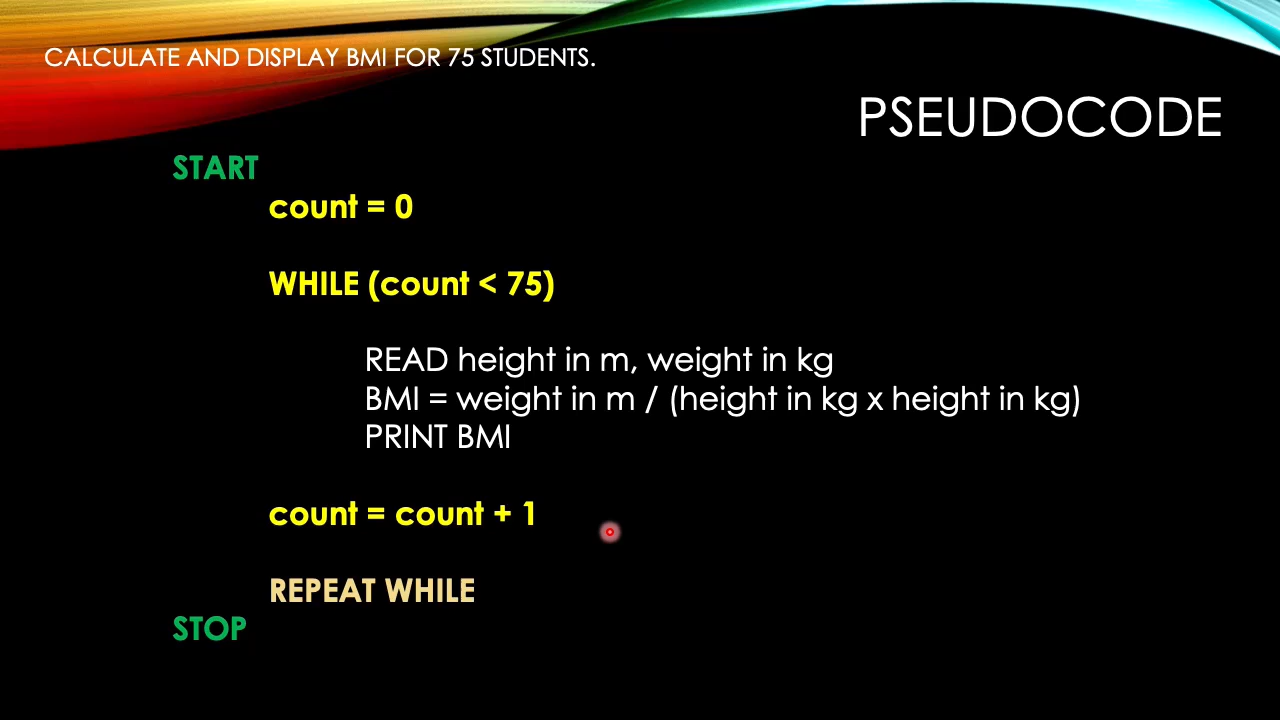 CALCULATE AND DISPLAY BMI FOR 75 STUDENTS.
PSEUDOCODE
START
count = 0
WHILE (count < 75)
READ height in m, weight in kg
BMI = weight in m / (height in kg x height in kg)
PRINT BMI
count = count + 1
REPEAT WHILE
STOP